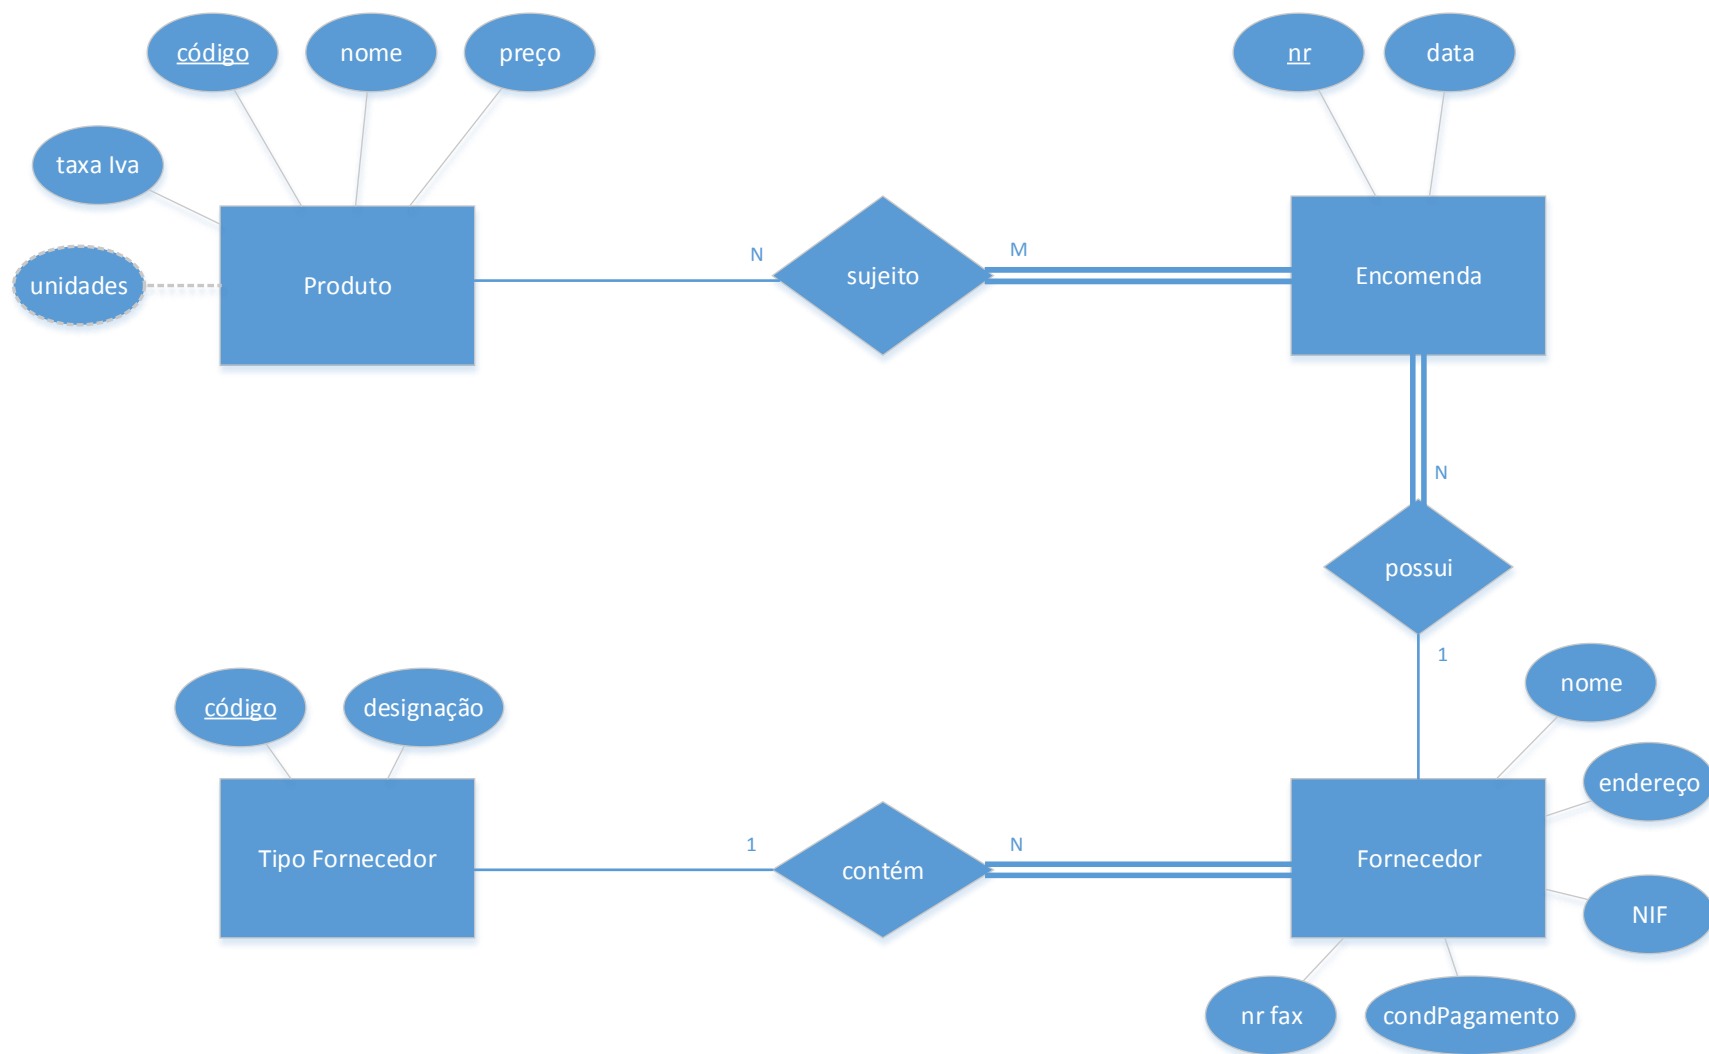 código
nome
preço
nr
data
taxa Iva
unidades
Produto
N
sujeito
M
Encomenda
N
possui
1
nome
código
designação
endereço
Tipo Fornecedor
1
contém
N
Fornecedor
NIF
nr fax
condPagamento